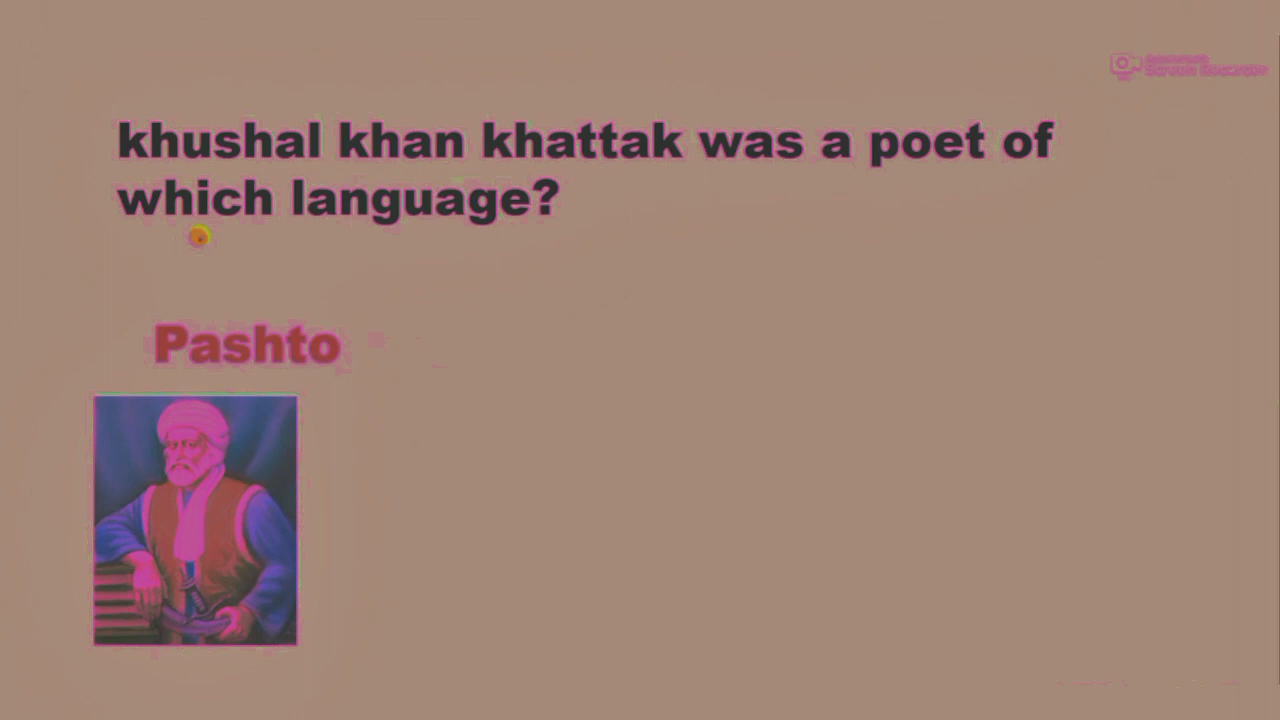 khushal khan khattak was a poet of
which language?
Pashto